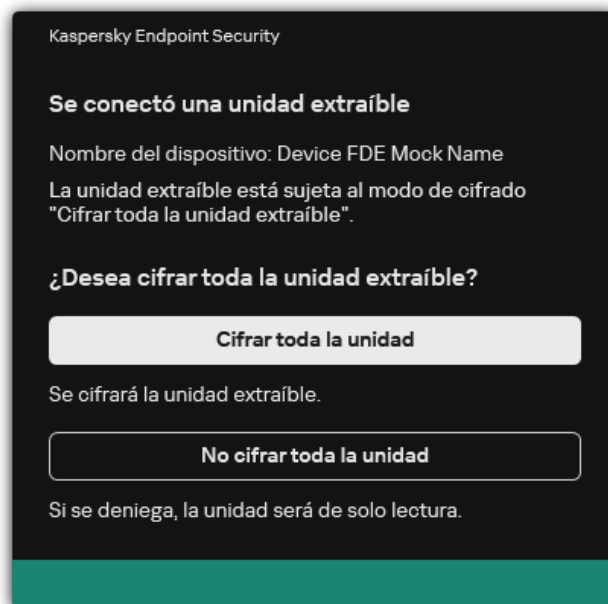 Kaspersky Endpoint Security
Se conectó una unidad extraíble
Nombre del dispositivo: Device FDE Mock Name
La unidad extraíble está sujeta al modo de cifrado
"Cifrar toda la unidad extraíble".
¿Desea cifrar toda la unidad extraíble?
Cifrar toda la unidad
Se cifrará la unidad extraíble.
No cifrar toda la unidad
Si se deniega, la unidad será de solo lectura.